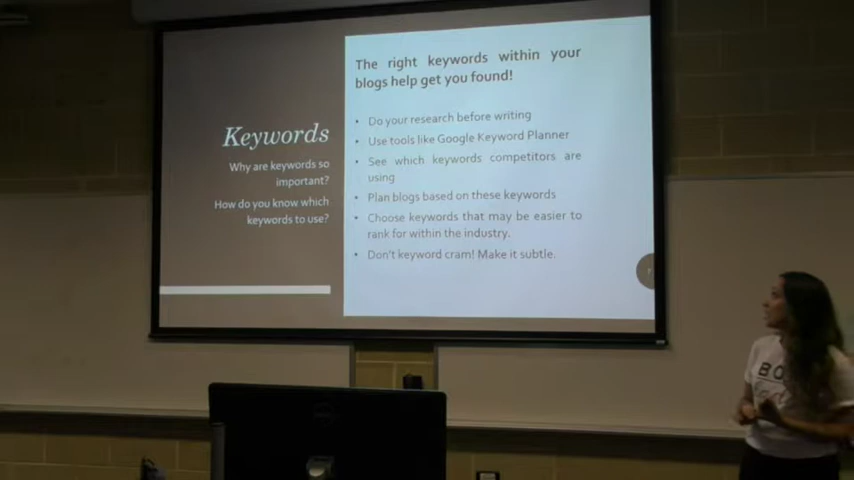 Keywords
Why are keywords so
important?
How do you know which
keywords to use?
The right keywords within your
blogs help get you found!
• Do your research before writing
• Use tools like Google Keyword Planner
• See which keywords competitors are
using
• Plan blogs based on these keywords
• Choose keywords that may be easier to
rank for within the industry.
• Don't keyword cram! Make it subtle.